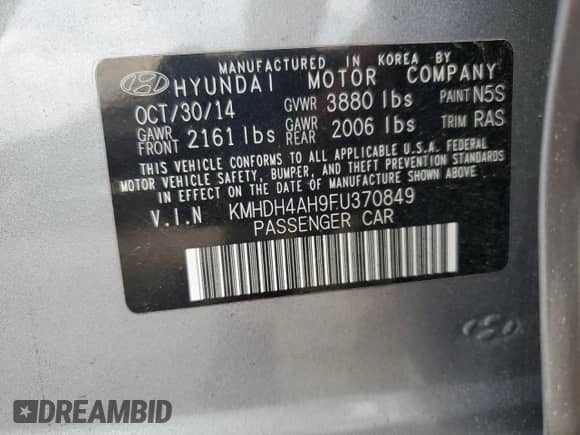 MANUFACTURED IN KOREA BY
HYUNDAI MOTOR COMPANY
OCT/30/14 GVWR 3880 lbs PAINT N5S
GAWR FRONT 2161 lbs GAWR REAR 2006 lbs TRIM RAS
THIS VEHICLE CONFORMS TO ALL APPLICABLE U.S.A. FEDERAL
MOTOR VEHICLE SAFETY, BUMPER, AND THEFT PREVENTION
STANDARDS IN EFFECT ON THE DATE OF MANUFACTURE SHOWN ABOVE.
V.I.N KMHDH4AH9FU370849
PASSENGER CAR
DREAMBID